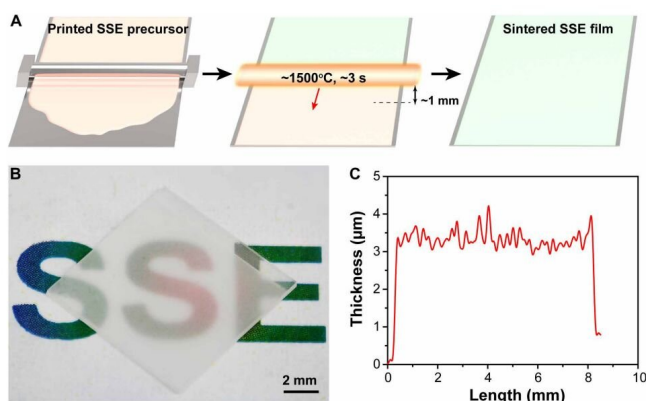 A
Printed SSE precursor
~1500°C, ~3 s
~1 mm
Sintered SSE film
B
SSE
2 mm
C
Thickness (µm)
5
4
3
2
1
0
0 2 4 6 8 10
Length (mm)